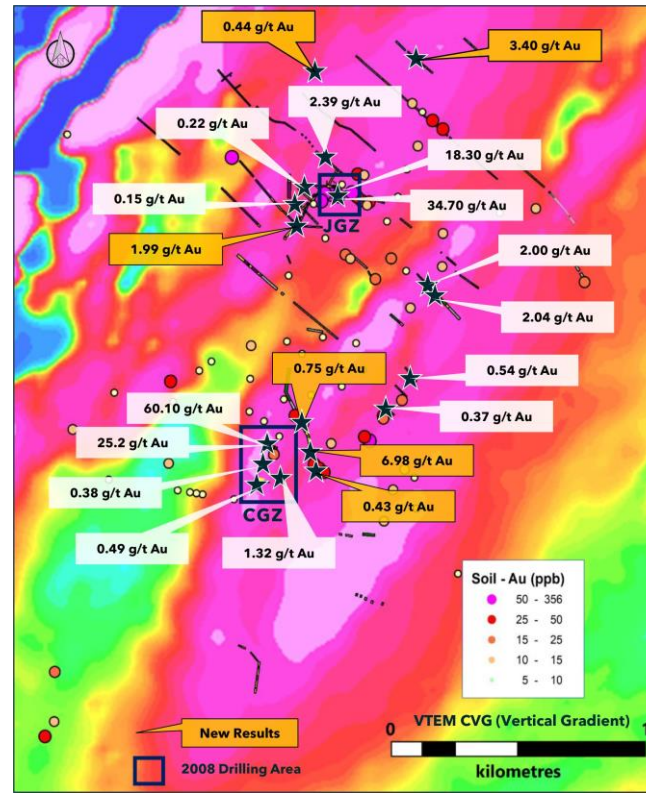 0.44 g/t Au
3.40 g/t Au
2.39 g/t Au
0.22 g/t Au
18.30 g/t Au
0.15 g/t Au
34.70 g/t Au
JGZ
1.99 g/t Au
2.00 g/t Au
2.04 g/t Au
0.75 g/t Au
0.54 g/t Au
60.10 g/t Au
0.37 g/t Au
25.2 g/t Au
6.98 g/t Au
0.38 g/t Au
0.43 g/t Au
CGZ
0.49 g/t Au
1.32 g/t Au
Soil - Au (ppb)
50 - 356
25 - 50
15 - 25
10 - 15
5 - 10
New Results
VTEM CVG (Vertical Gradient)
0 1
2008 Drilling Area
kilometres